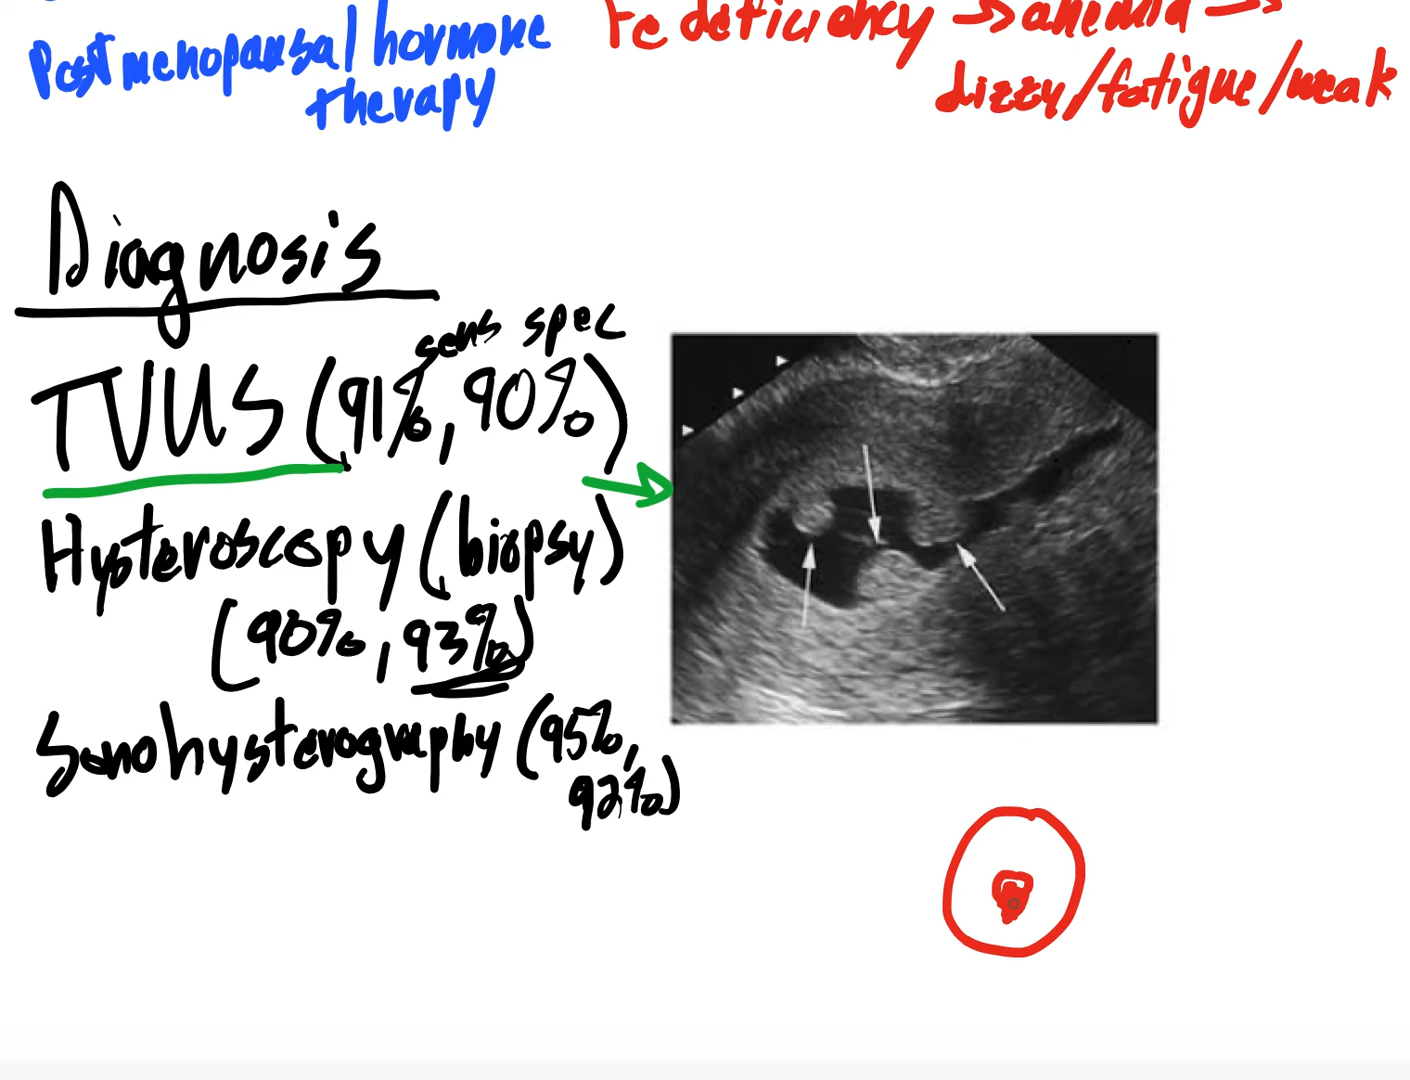 Postmenopausal hormone
therapy
Fe deficiency → anemia →
dizzy/fatigue/weak
Diagnosis
sens spec
TVUS (91%, 90%)
Hysteroscopy (biopsy)
(90%, 93%)
Sonohysterography (95%,
92%)